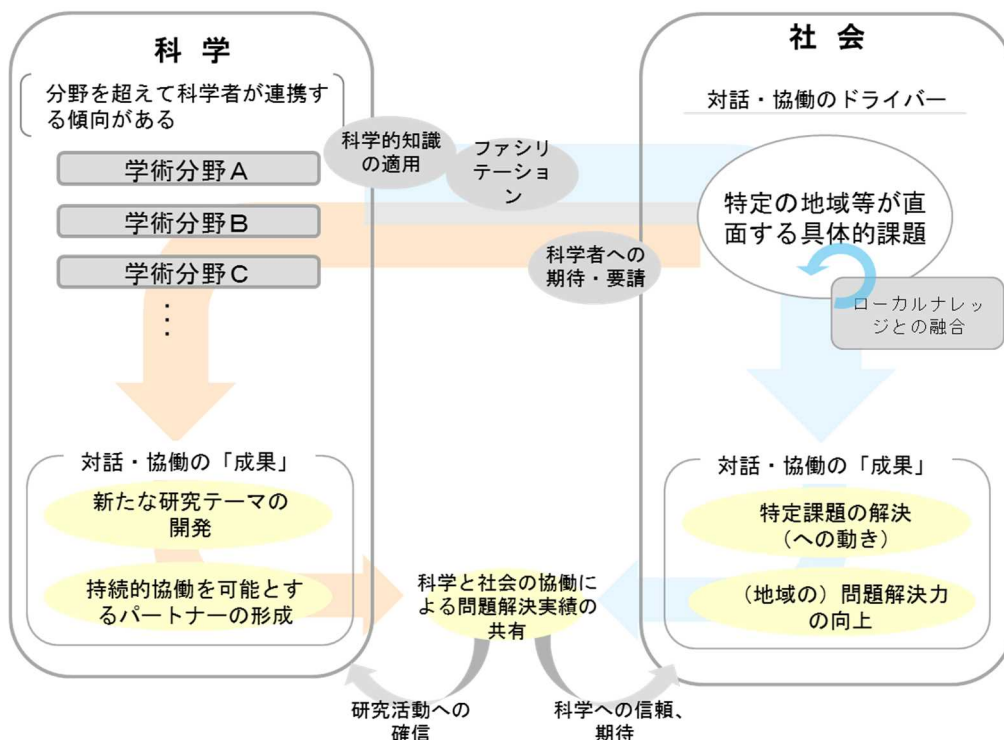 科 学
分野を超えて科学者が連携す
る傾向がある
学術分野A
学術分野B
学術分野C
⋮
対話・協働の「成果」
新たな研究テーマの
開発
持続的協働を可能とす
るパートナーの形成
科学的知識
の適用
ファシリ
テーショ
ン
科学者への
期待・要請
社 会
対話・協働のドライバー
特定の地域等が直
面する具体的課題
ローカルナレッ
ジとの融合
対話・協働の「成果」
特定課題の解決
(への動き)
(地域の)問題解決力
の向上
科学と社会の協働に
よる問題解決実績の
共有
研究活動への
確信
科学への信頼、
期待